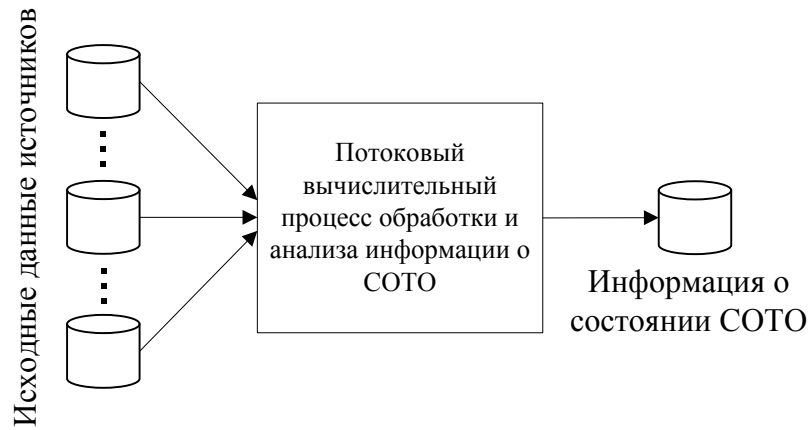 Исходные данные источников
Потоковый
вычислительный
процесс обработки и
анализа информации о
СОТО
Информация о
состоянии СОТО